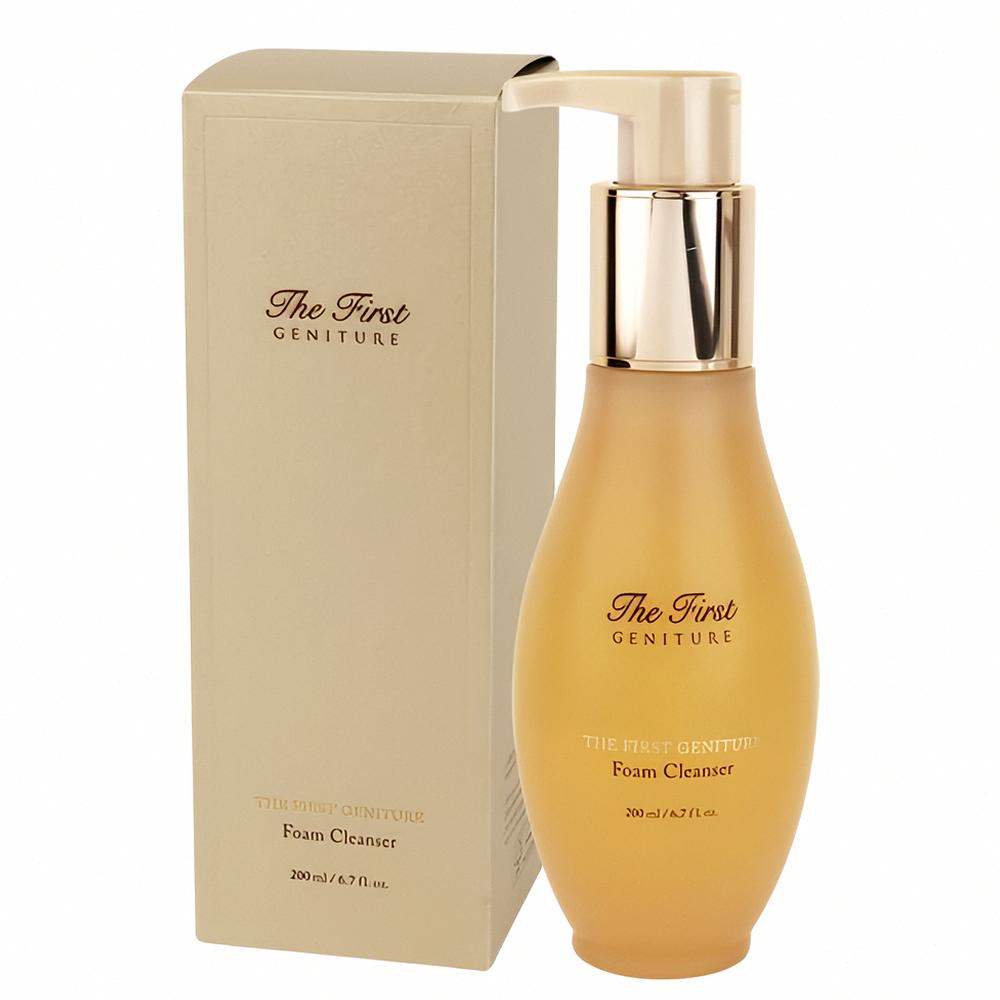 The First
GENITURE
THE FIRST GENITURE
Foam Cleanser
200 ml / 6.7 fl. oz.
The First
GENITURE
THE FIRST GENITURE
Foam Cleanser
200 ml / 6.7 fl. oz.